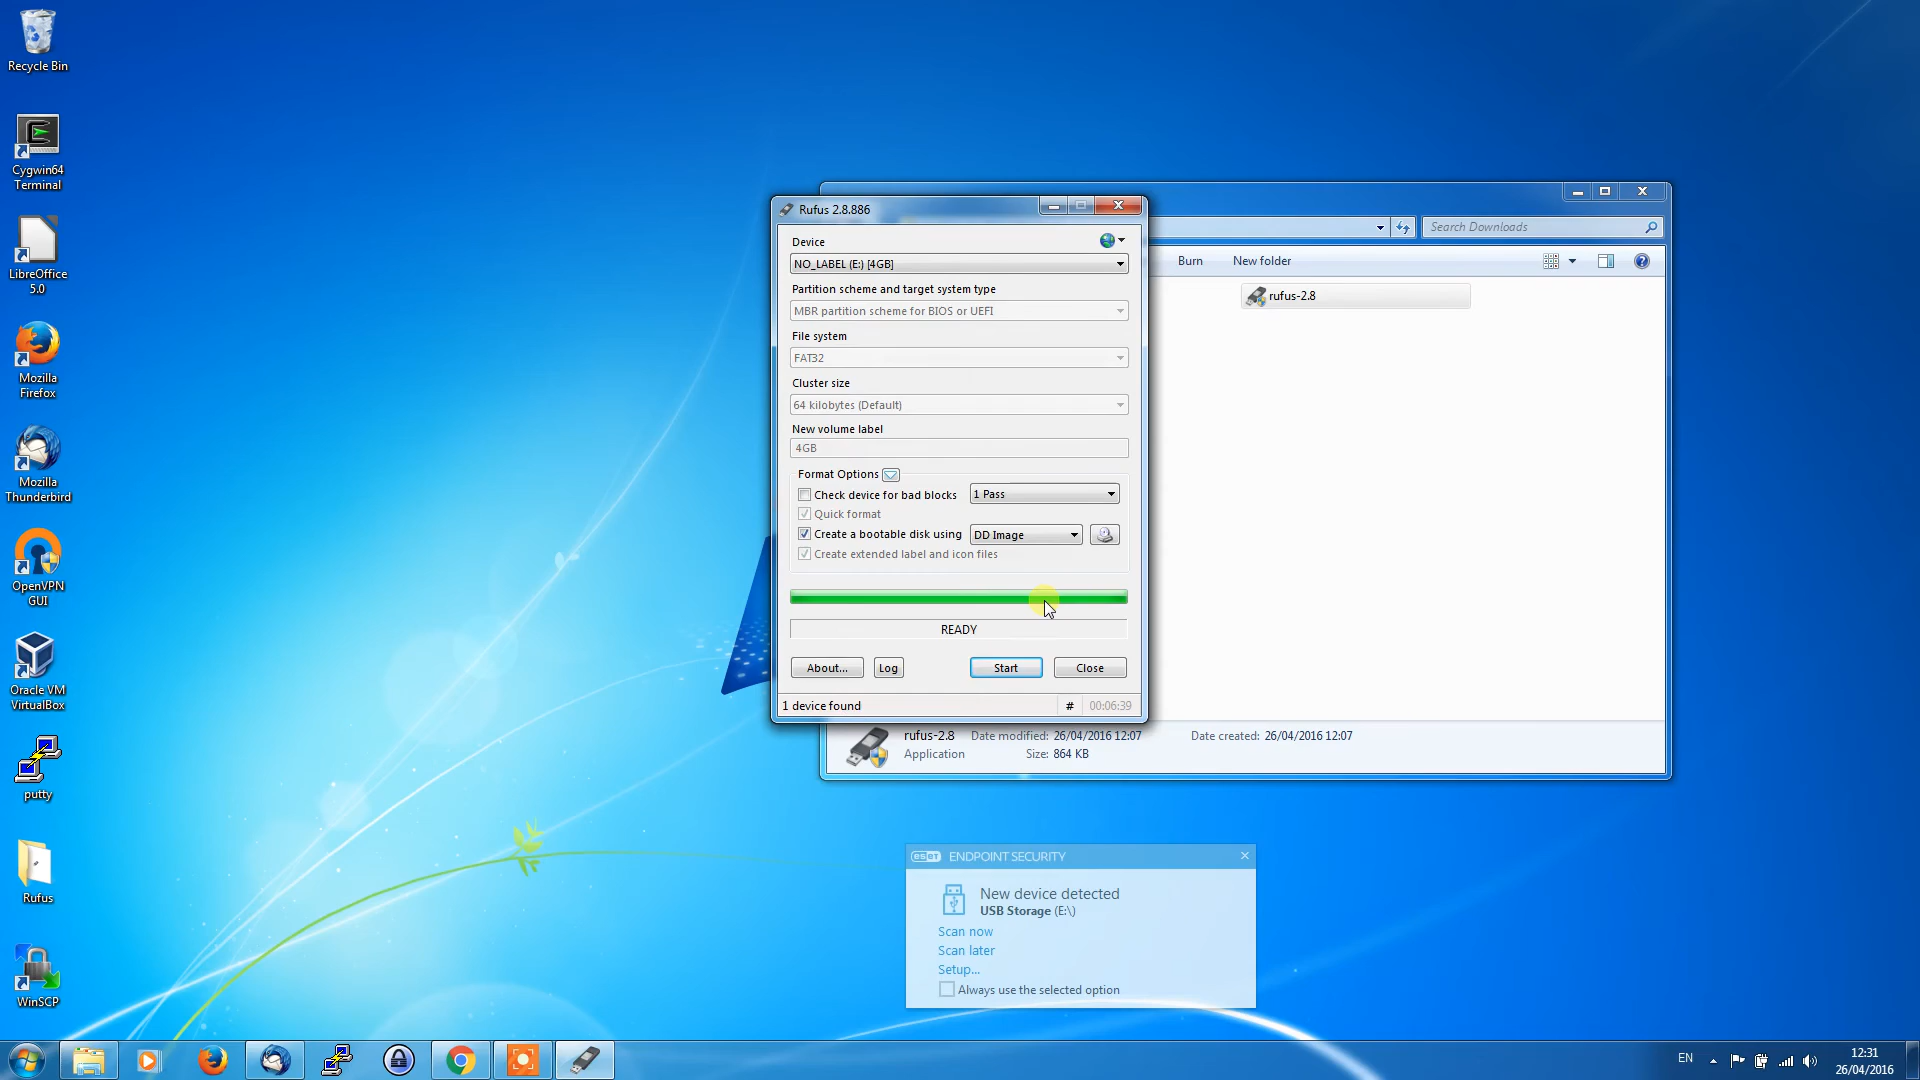 Recycle Bin
Cygwin64
Terminal
LibreOffice
5.0
Mozilla
Firefox
Mozilla
Thunderbird
OpenVPN
GUI
Oracle VM
VirtualBox
putty
Rufus
WinSCP
Rufus 2.8.886
Device
NO_LABEL (E:) [4GB]
Partition scheme and target system type
MBR partition scheme for BIOS or UEFI
File system
FAT32
Cluster size
64 kilobytes (Default)
New volume label
4GB
Format Options
Check device for bad blocks
1 Pass
Quick format
Create a bootable disk using
DD Image
Create extended label and icon files
READY
About...
Log
Start
Close
1 device found
#
00:06:39
Search Downloads
Burn
New folder
rufus-2.8
rufus-2.8 Date modified: 26/04/2016 12:07 Date created: 26/04/2016 12:07
Application Size: 864 KB
eset ENDPOINT SECURITY
New device detected
USB Storage (E:\)
Scan now
Scan later
Setup...
Always use the selected option
EN
12:31
26/04/2016